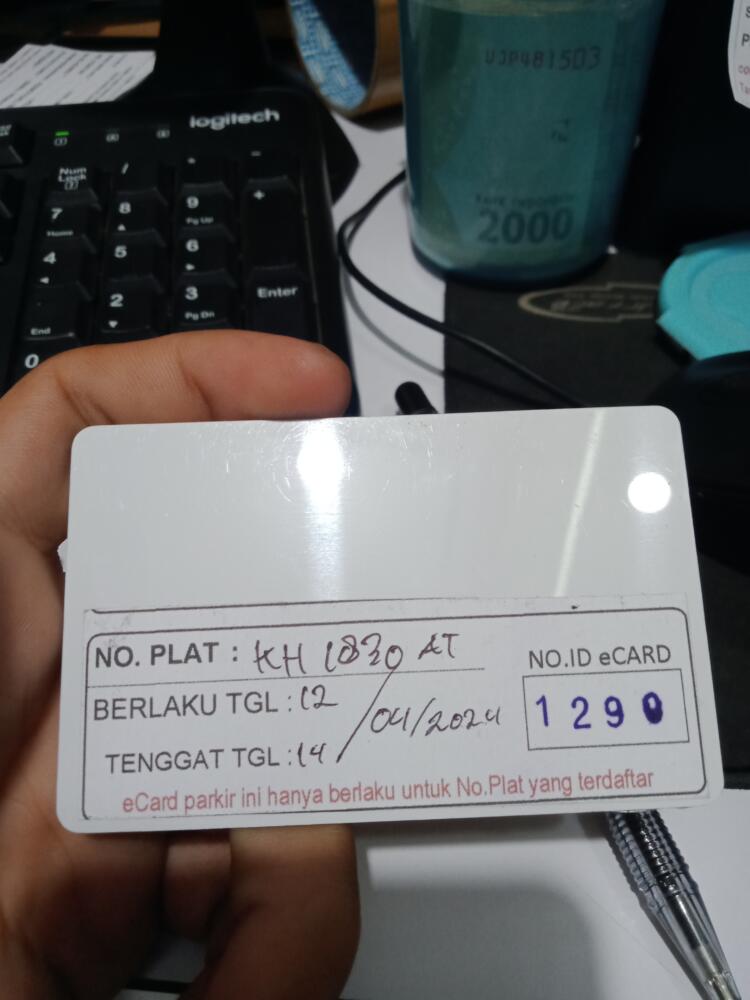 logitech
UJP481503
Num
Lock
/
*
-
7
Home
8
9
Pg Up
+
4
5
6
2
3
Pg Dn
Enter
End
0
2000
NO. PLAT : KH 1830 AT
BERLAKU TGL : 12
/04/2024
TENGGAT TGL : 14
NO.ID eCARD
1290
eCard parkir ini hanya berlaku untuk No.Plat yang terdaftar